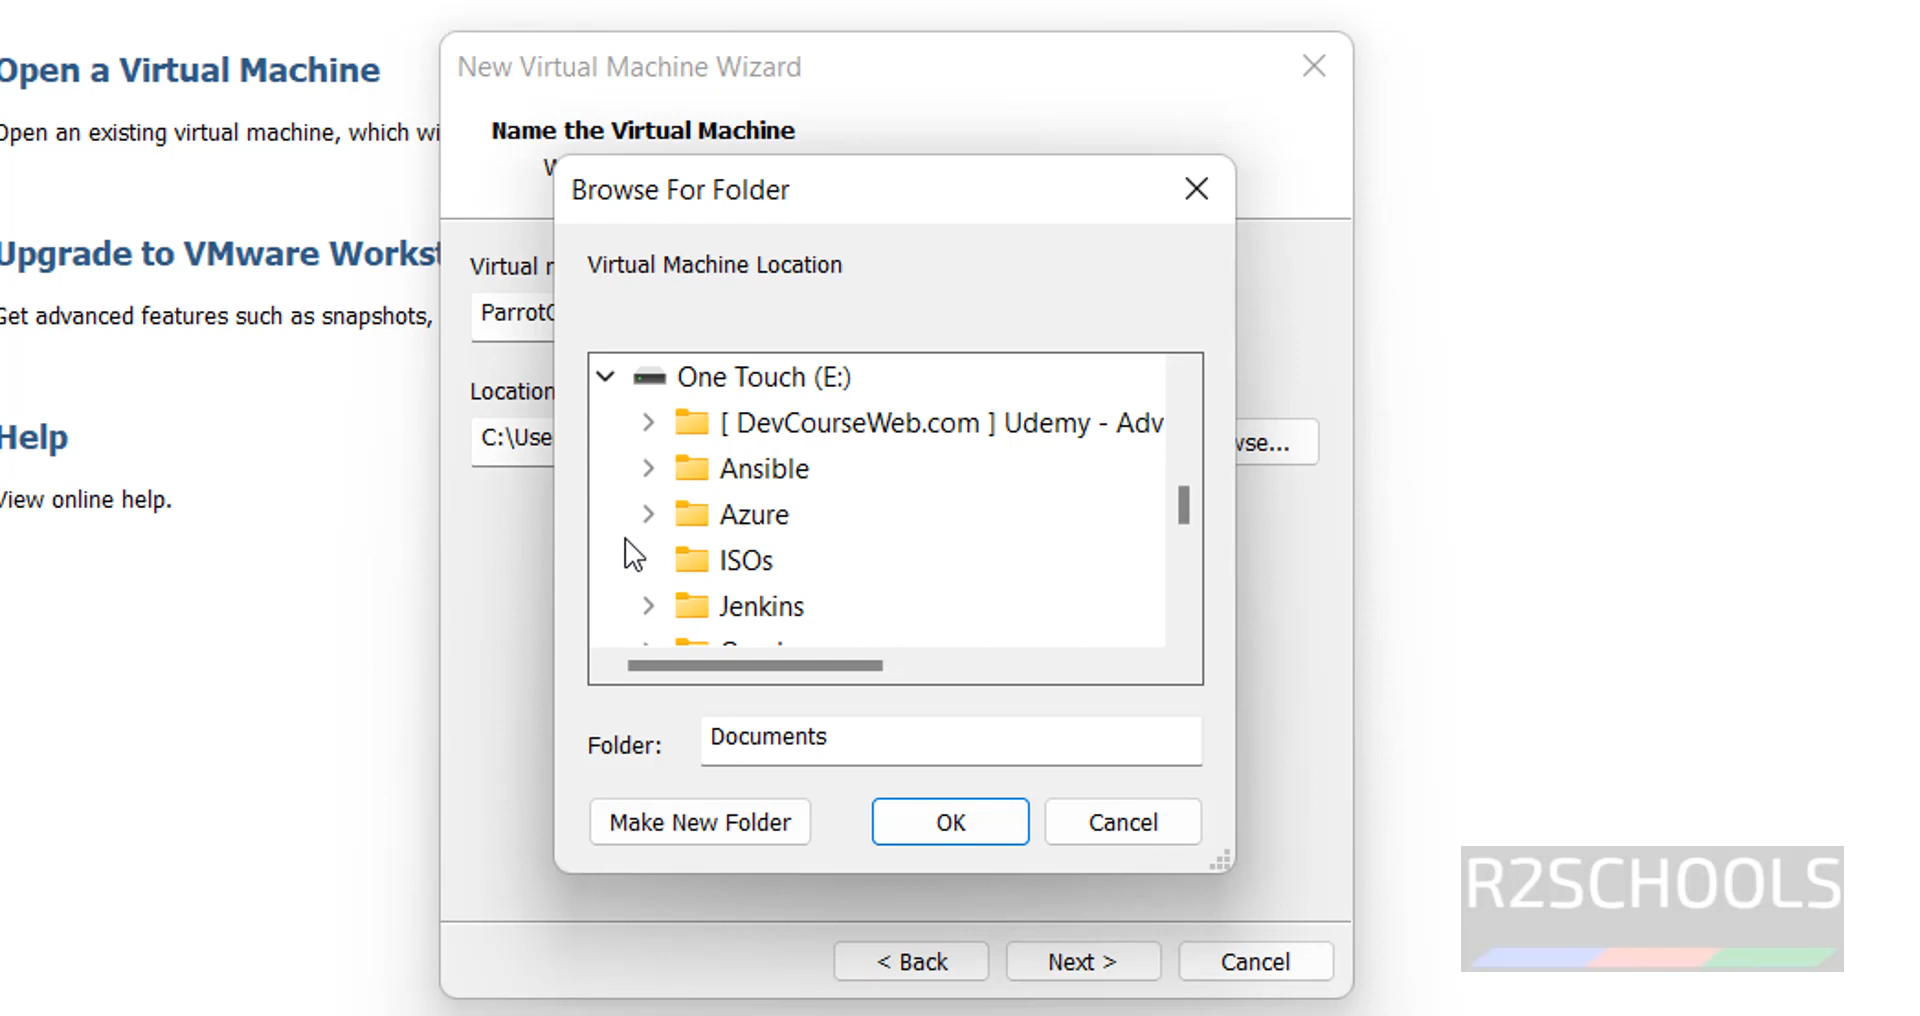 Open a Virtual Machine
Open an existing virtual machine, which wi
Upgrade to VMware Workst
Get advanced features such as snapshots,
Help
View online help.
New Virtual Machine Wizard
Name the Virtual Machine
W
Virtual
ParrotO
Location
C:\Use
wse...
Browse For Folder
Virtual Machine Location
One Touch (E:)
[ DevCourseWeb.com ] Udemy - Adv
Ansible
Azure
ISOs
Jenkins
Folder:
Documents
Make New Folder
OK
Cancel
< Back
Next >
Cancel
R2SCHOOLS